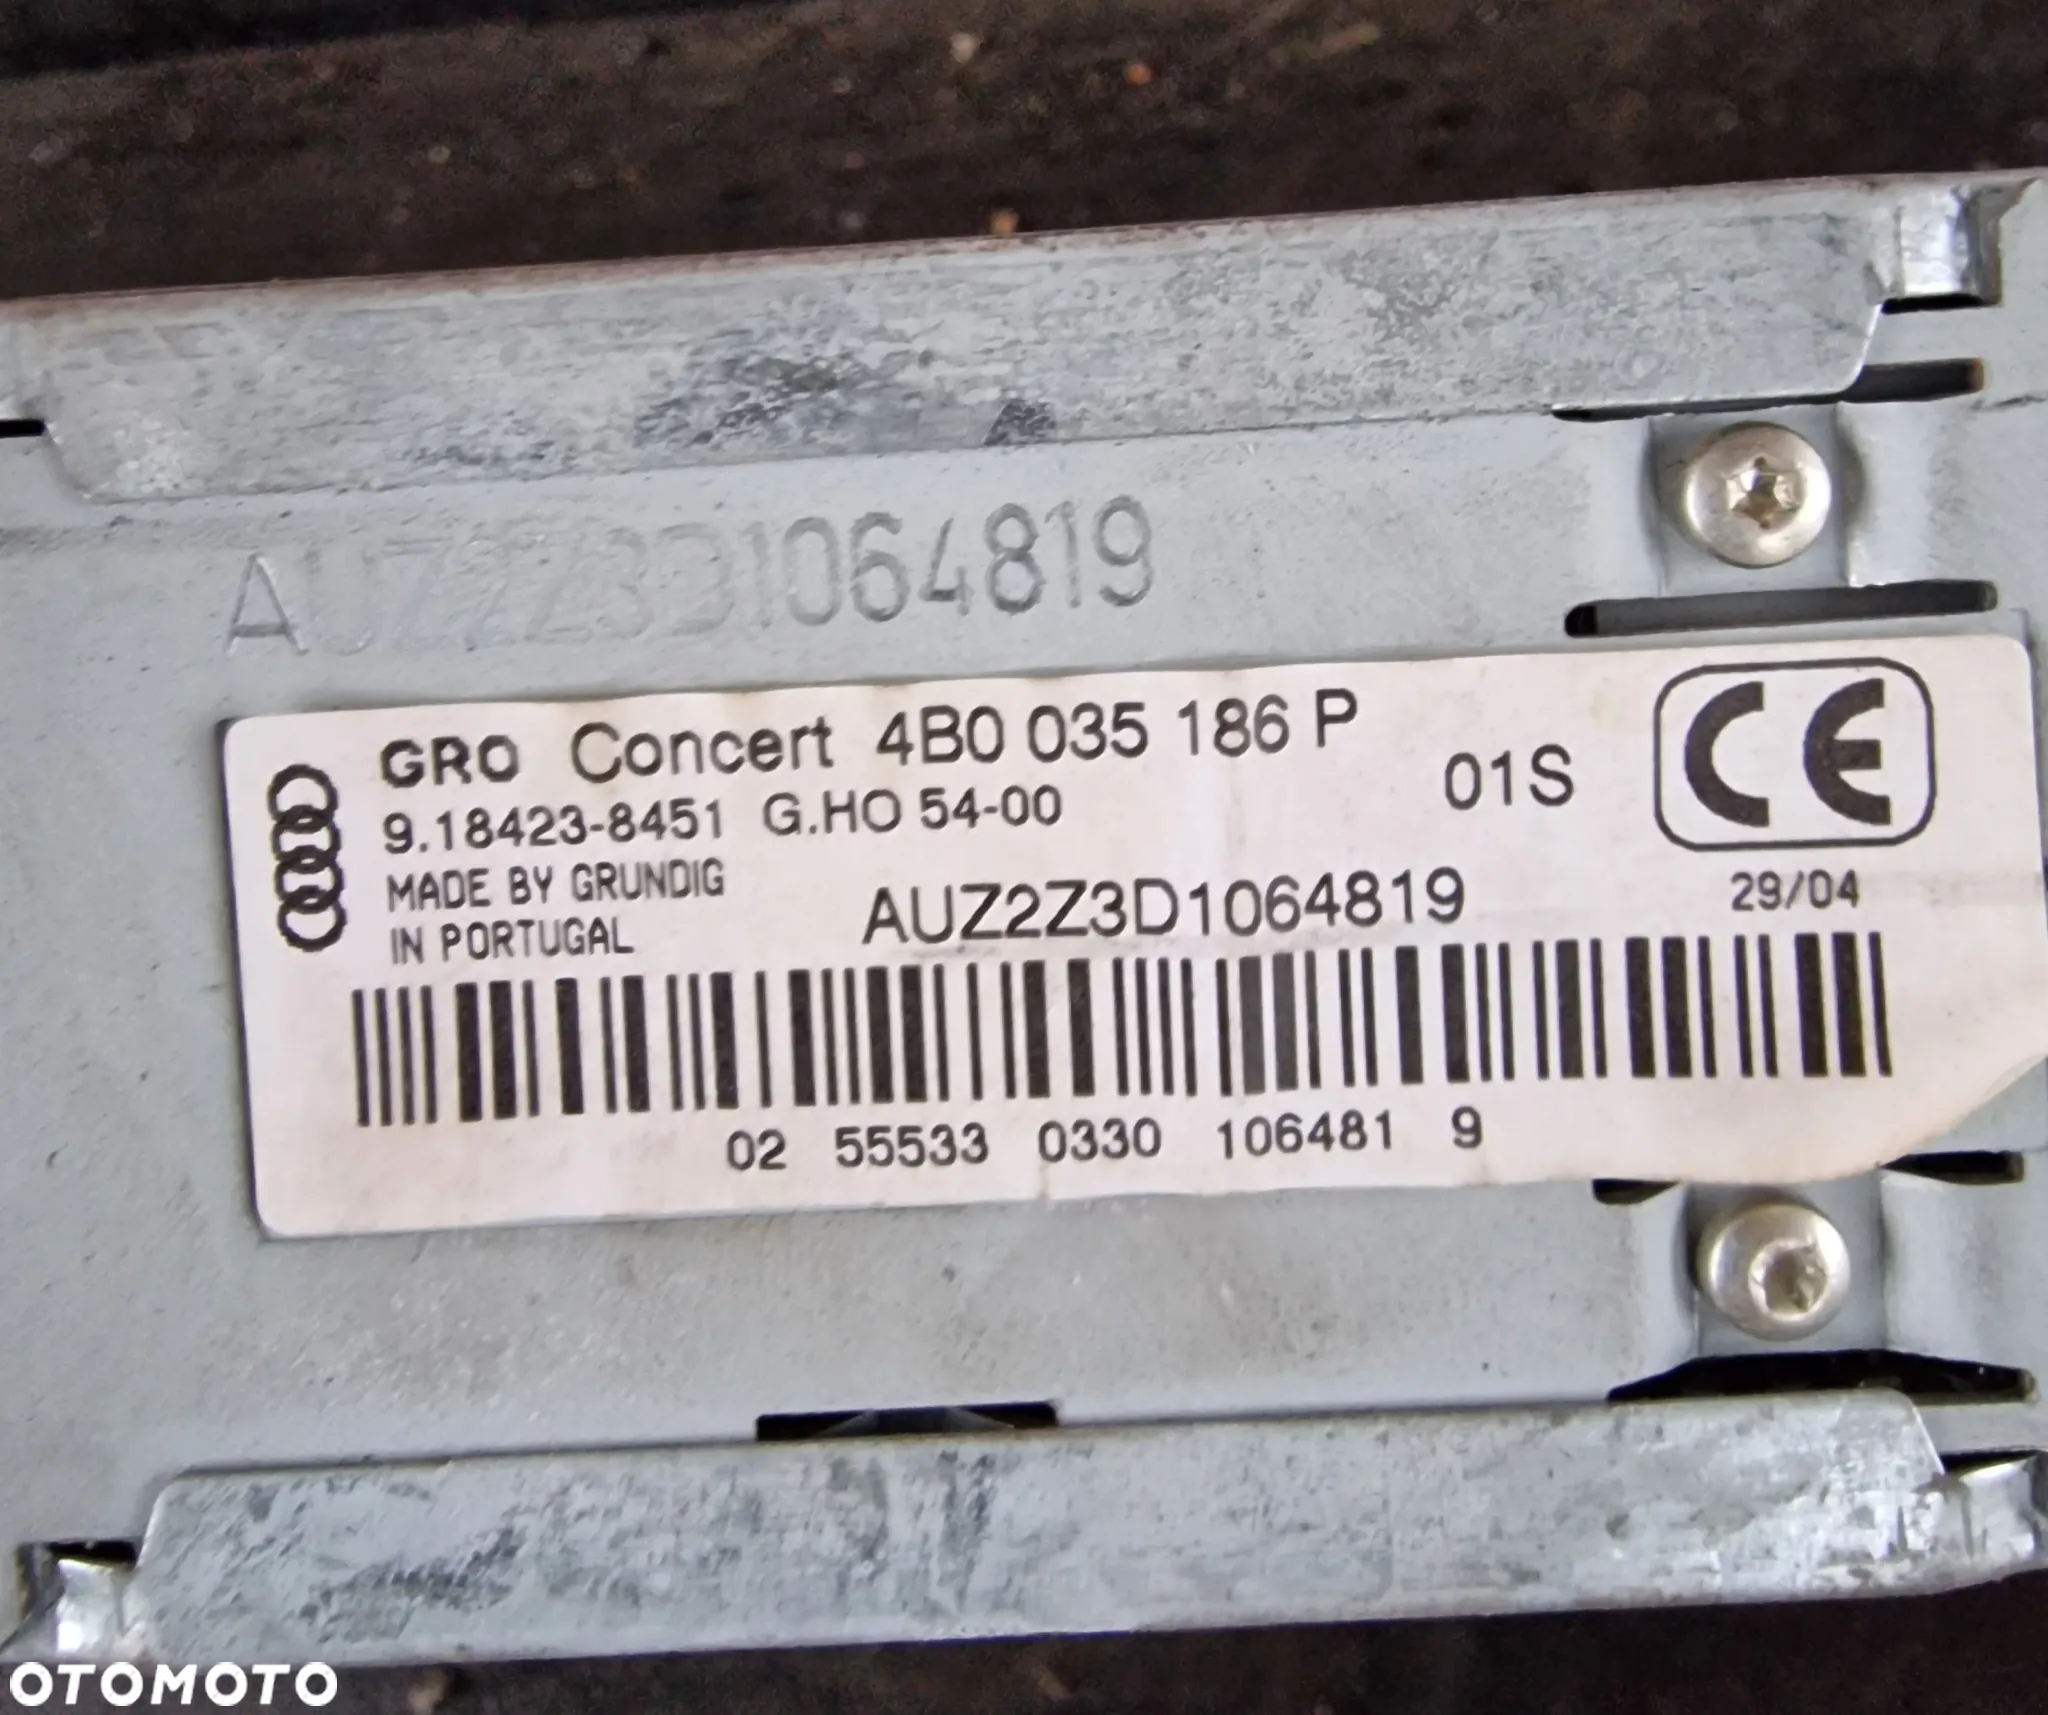 AUZ2Z3D1064819
GRO Concert 4B0 035 186 P
9.18423-8451 G.HO 54-00
01S
CE
MADE BY GRUNDIG
IN PORTUGAL
AUZ2Z3D1064819
29/04
02 55533 0330 106481 9
OTOMOTO